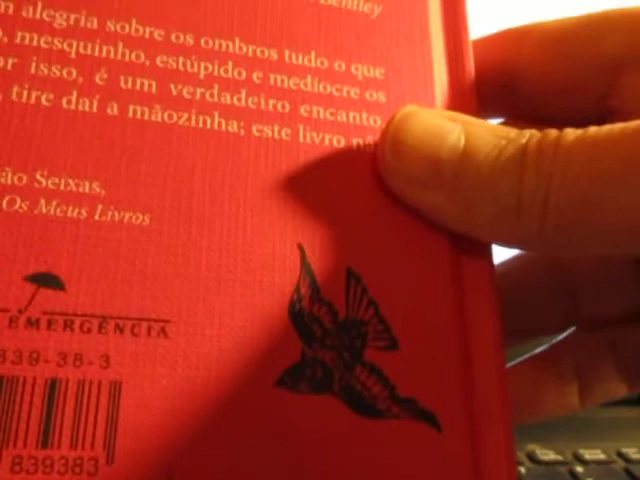 Bentley
m alegria sobre os ombros tudo o que
o, mesquinho, estúpido e medíocre os
or isso, é um verdadeiro encanto
, tire daí a mãozinha; este livro nã
ão Seixas,
Os Meus Livros
EMERGÊNCIA
839-38-3
839383